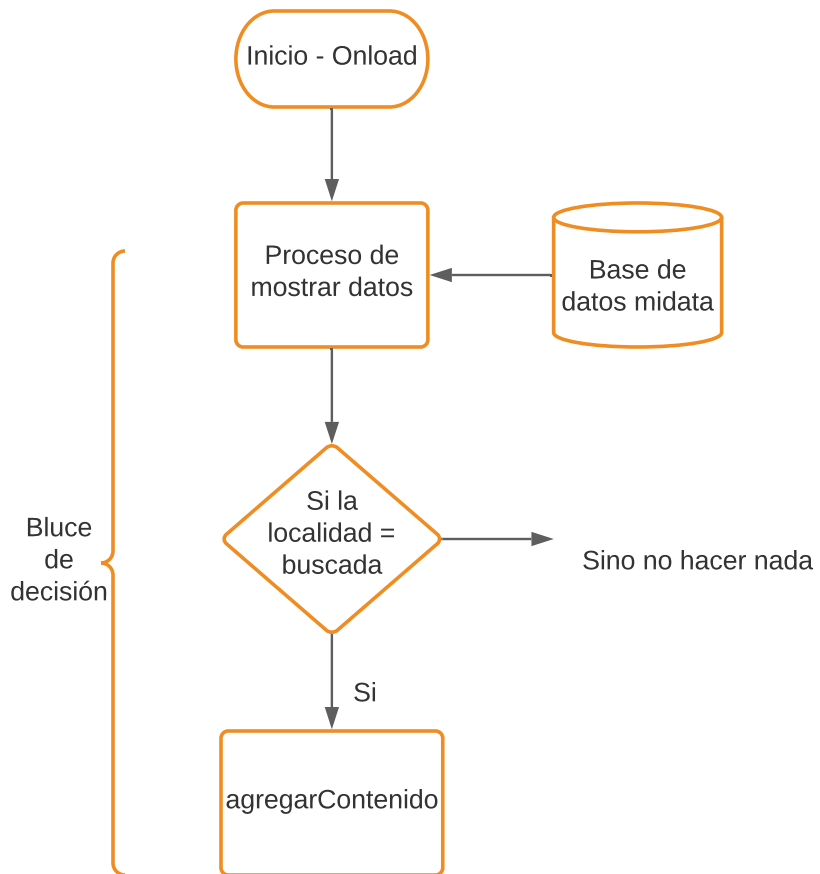 Inicio - Onload
Proceso de
mostrar datos
Base de
datos midata
Si la
localidad =
buscada
Bluce
de
decisión
Sino no hacer nada
Si
agregarContenido